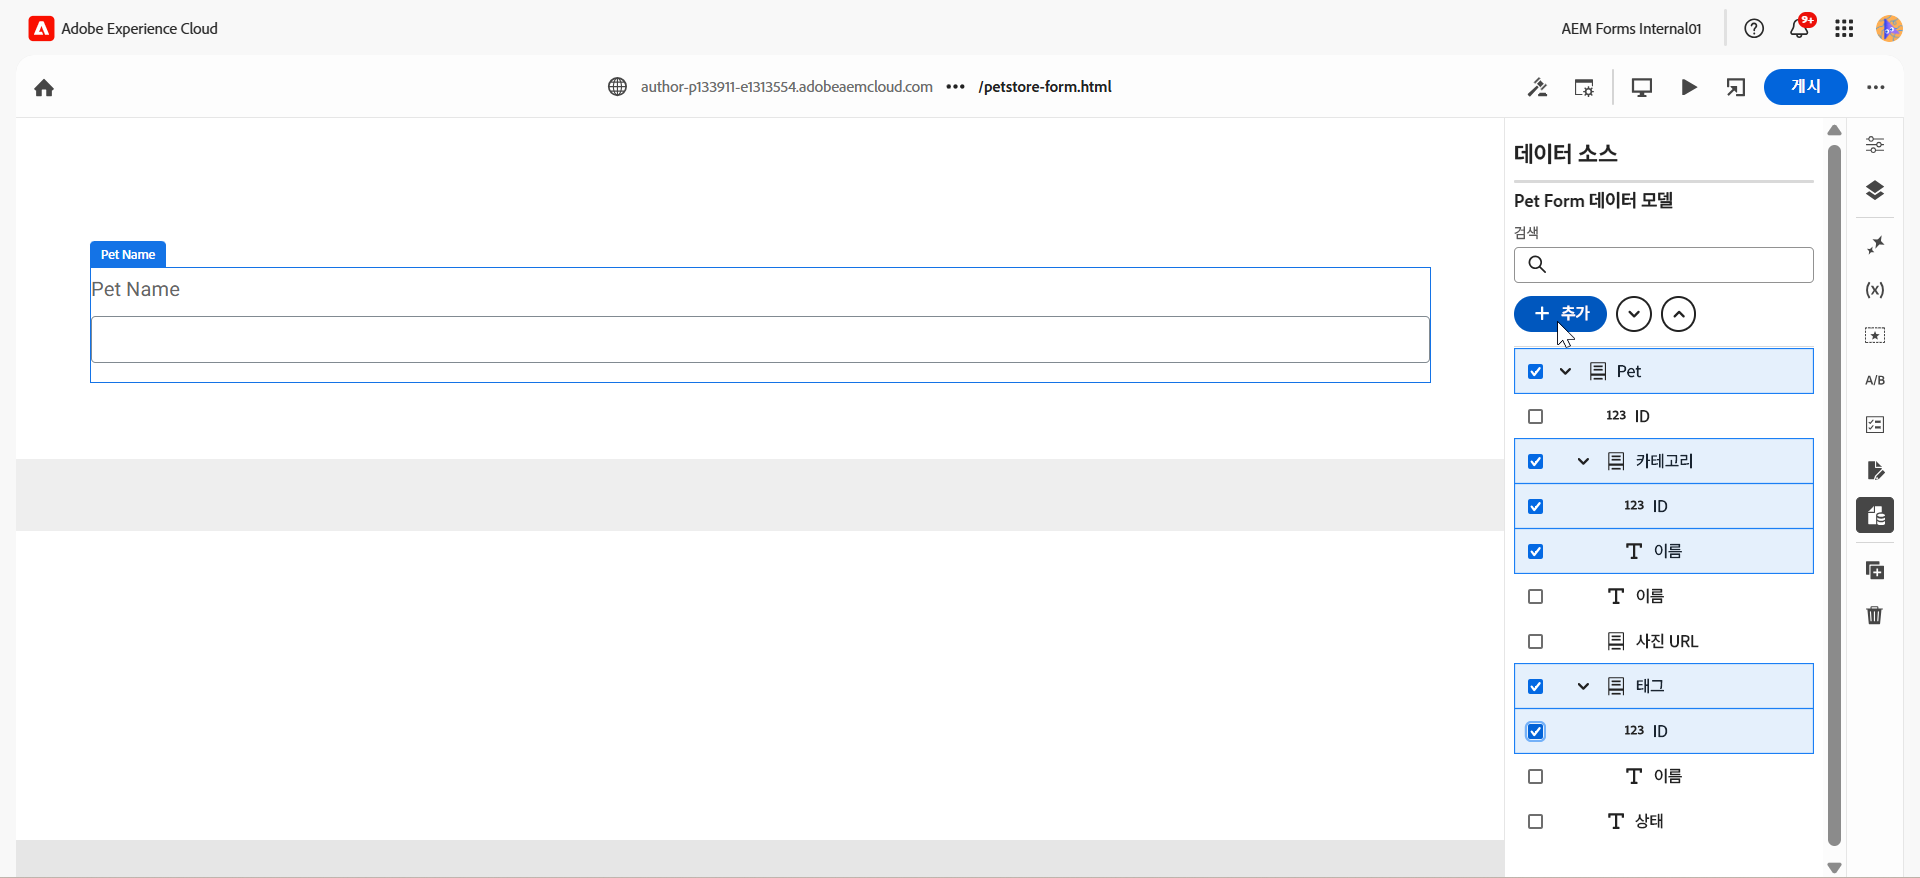 Adobe Experience Cloud
AEM Forms Internal01
9+
author-p133911-e1313554.adobeaemcloud.com ••• /petstore-form.html
게시
데이터 소스
Pet Form 데이터 모델
검색
추가
Pet Name
Pet Name
Pet
123 ID
카테고리
123 ID
T 이름
T 이름
사진 URL
태그
123 ID
T 이름
T 상태
(x)
A/B